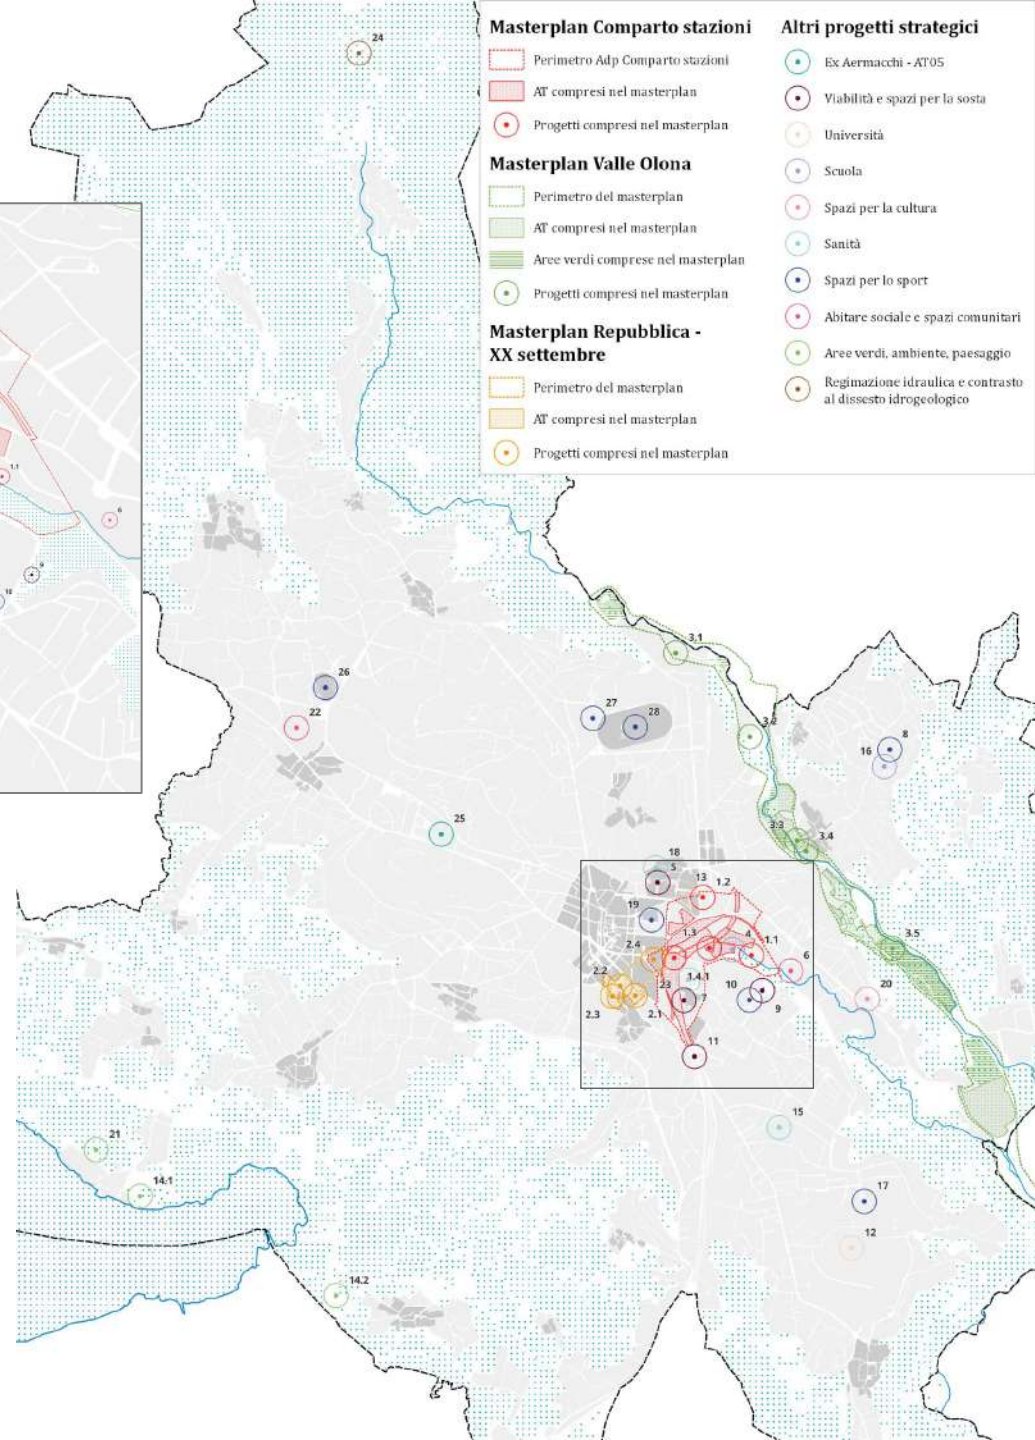 Masterplan Comparto stazioni
Perimetro Adp Comparto stazioni
AT compresi nel masterplan
Progetti compresi nel masterplan
Masterplan Valle Olona
Perimetro del masterplan
AT compresi nel masterplan
Aree verdi comprese nel masterplan
Progetti compresi nel masterplan
Masterplan Repubblica -
XX settembre
Perimetro del masterplan
AT compresi nel masterplan
Progetti compresi nel masterplan
Altri progetti strategici
Ex Aermacchi - AT05
Viabilità e spazi per la sosta
Università
Scuola
Spazi per la cultura
Sanità
Spazi per lo sport
Abitare sociale e spazi comunitari
Aree verdi, ambiente, paesaggio
Regimazione idraulica e contrasto
al dissesto idrogeologico
24
1.1
6
9
10
3.1
26
22
27
28
3.2
8
16
25
3.3
3.4
18
5
13
1.2
19
1.3
4
1.1
2.4
3.5
6
2.2
23
1.4.1
10
20
2.3
2.1
7
9
11
15
21
14.1
17
12
14.2